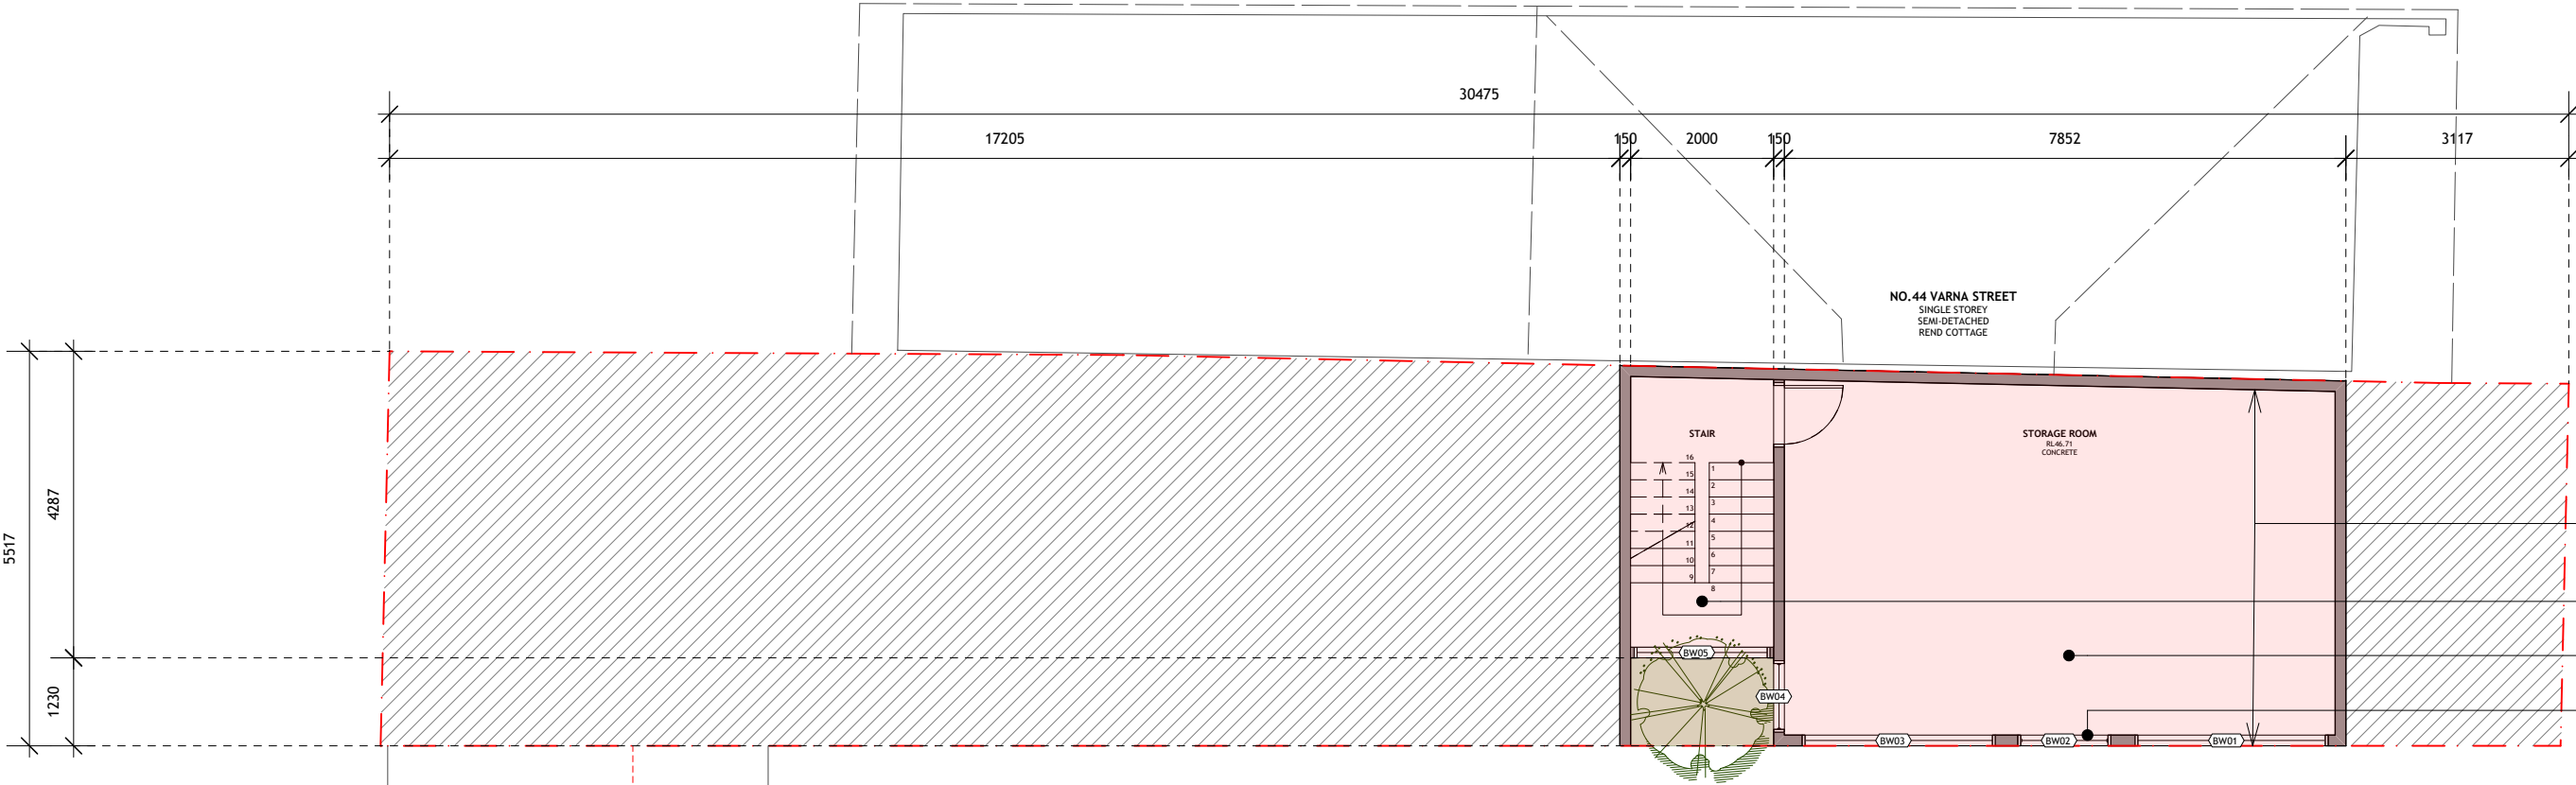 30475
17205
150
2000
150
7852
3117
NO.44 VARNA STREET
SINGLE STOREY
SEMI-DETACHED
REND COTTAGE
5517
4287
1230
STAIR
16
15
14
13
12
11
10
9
1
2
3
4
5
6
7
8
STORAGE ROOM
RL46.71
CONCRETE
BW05
BW04
BW03
BW02
BW01